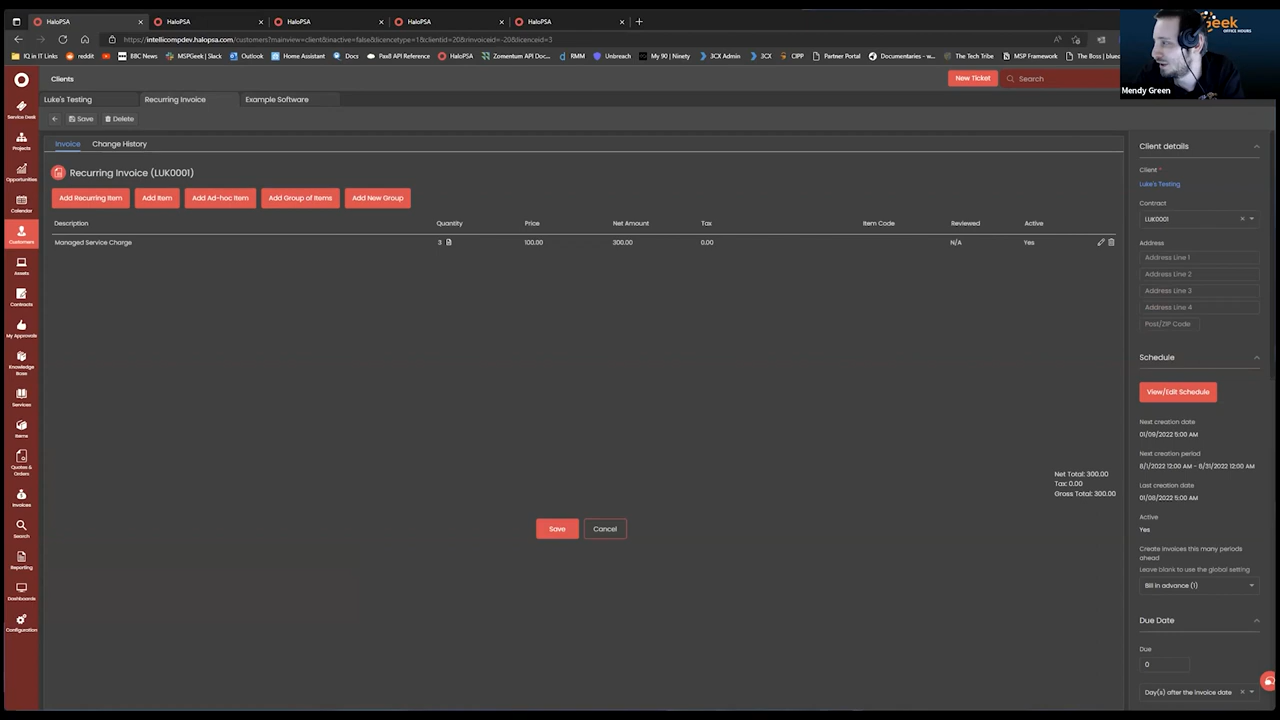 HaloPSA
HaloPSA
HaloPSA
HaloPSA
HaloPSA
https://intellicompdev.halopsa.com/customers?mainview=client&inactive=false&licencetype=1&clientid=20&rinvoiceid=-20&licenceid=3
IQ in IT Links
reddit
BBC News
MSPGeek | Slack
Outlook
Home Assistant
Docs
Pax8 API Reference
HaloPSA
Zomentum App Doc...
RMM
Unbreach
My 90 | Ninety
3CX Admin
3CX
CIPP
Partner Portal
Documentaries - All...
The Tech Tribe
MSP Framework
The Boss | bluec
Geek
OFFICE HOURS
Mendy Green
Clients
New Ticket
Search
Luke's Testing
Recurring Invoice
Example Software
Save
Delete
Service Desk
Projects
Opportunities
Calendar
Customers
Assets
Contracts
My Approvals
Knowledge
Base
Services
Items
Quotes &
Orders
Invoices
Search
Reporting
Dashboards
Configuration
Invoice
Change History
Recurring Invoice (LUK0001)
Add Recurring Item
Add Item
Add Ad-hoc Item
Add Group of Items
Add New Group
Description
Quantity
Price
Net Amount
Tax
Item Code
Reviewed
Active
Managed Service Charge
3
100.00
300.00
0.00
N/A
Yes
Net Total: 300.00
Tax: 0.00
Gross Total: 300.00
Save
Cancel
Client details
Client *
Luke's Testing
Contract
LUK0001
Address
Address Line 1
Address Line 2
Address Line 3
Address Line 4
Post/ZIP Code
Schedule
View/Edit Schedule
Next creation date
01/09/2022 5:00 AM
Next creation period
8/1/2022 12:00 AM - 8/31/2022 12:00 AM
Last creation date
01/08/2022 5:00 AM
Active
Yes
Create Invoices this many periods
ahead
Leave blank to use the global setting
Bill in advance (1)
Due Date
Due
0
Day(s) after the invoice date